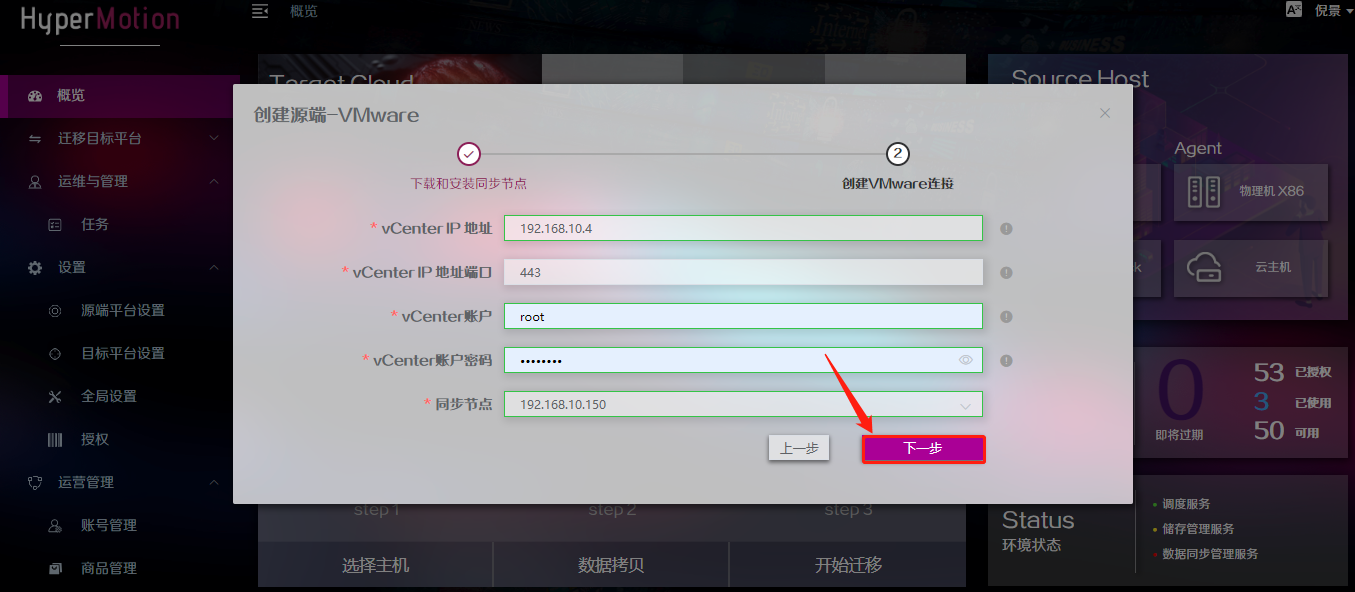 HyperMotion
概览
倪景
概览
迁移目标平台
运维与管理
任务
设置
源端平台设置
目标平台设置
全局设置
授权
运营管理
账号管理
商品管理
Target Cloud
Source Host
Agent
物理机 X86
k
云主机
创建源端-VMware
2
下载和安装同步节点
创建VMware连接
* vCenter IP 地址
192.168.10.4
* vCenter IP 地址端口
443
* vCenter账户
root
* vCenter账户密码
••••••••
* 同步节点
192.168.10.150
上一步
下一步
0
即将过期
53 已授权
3 已使用
50 可用
step 1
step 2
step 3
选择主机
数据拷贝
开始迁移
Status
环境状态
调度服务
储存管理服务
数据同步管理服务